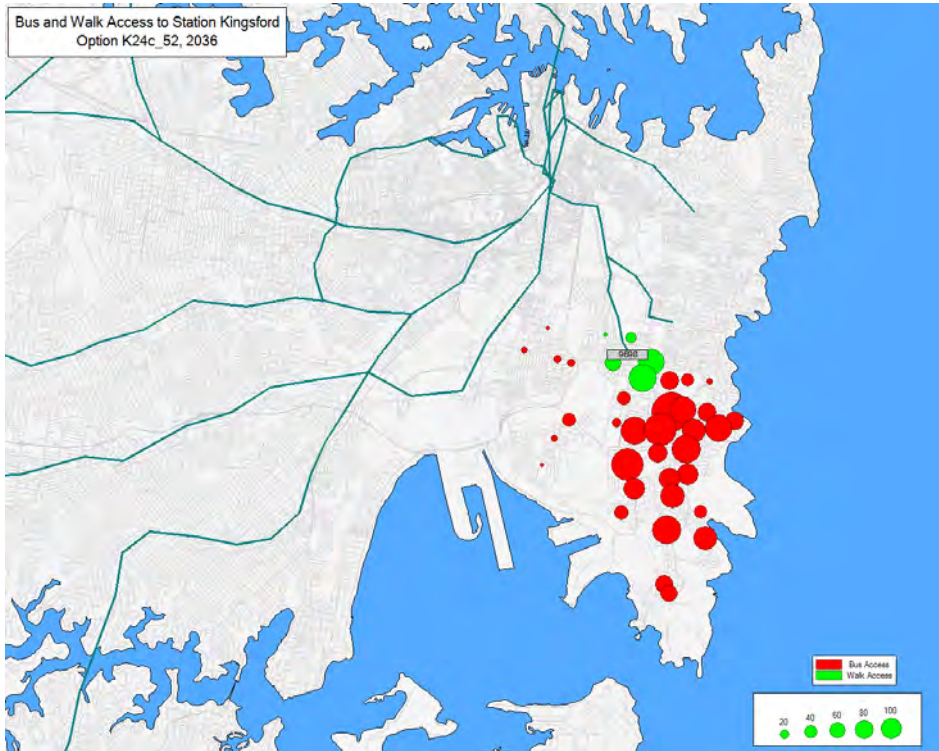 Bus and Walk Access to Station Kingsford
Option K24c_52, 2036
Bus Access
Walk Access
20 40 60 80 100